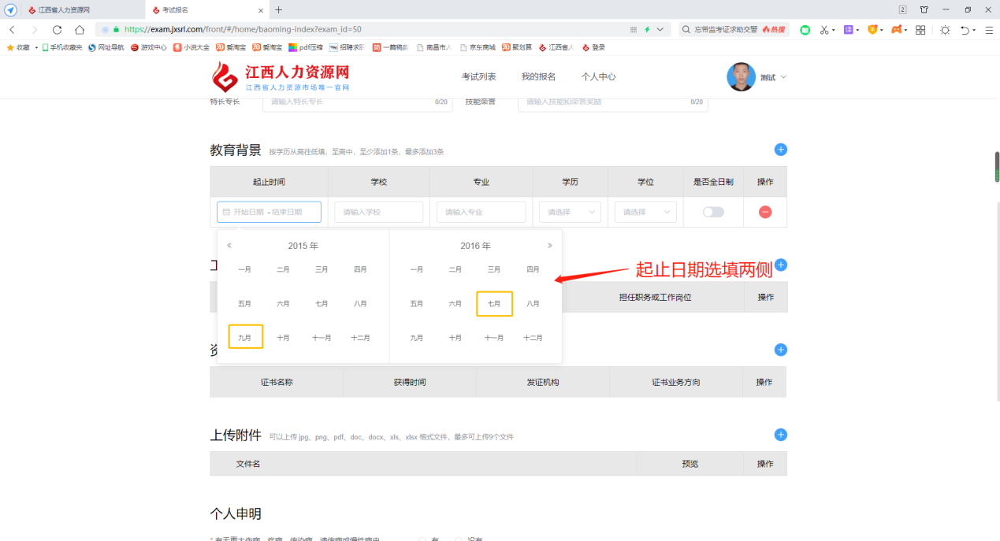 江西省人力资源网
考试报名
2
https://exam.jxsrl.com/front/#/home/baoming-index?exam_id=50
忘带监考证求助交警
热搜
收藏 手机收藏夹 网址导航 游戏中心 小说大全 爱淘宝 爱淘宝 pdf压缩 招聘求职 一篇稿 南昌市人 京东商城 聚划算 江西省人 登录
江西人力资源网
江西省人力资源市场唯一官网
考试列表 我的报名 个人中心 测试
特长专长 请输入特长专长 0/20 技能荣誉 请输入技能和荣誉奖励 0/20
教育背景 按学历从高往低填，至高中，至少添加1条，最多添加3条
起止时间 学校 专业 学历 学位 是否全日制 操作
开始日期 - 结束日期 请输入学校 请输入专业 请选择 请选择
2015 年 2016 年
一月 二月 三月 四月 一月 二月 三月 四月
起止日期选填两侧
五月 六月 七月 八月 五月 六月 七月 八月
担任职务或工作岗位 操作
九月 十月 十一月 十二月 九月 十月 十一月 十二月
证书名称 获得时间 发证机构 证书业务方向 操作
上传附件 可以上传 jpg、png、pdf、doc、docx、xls、xlsx 格式文件，最多可上传9个文件
文件名 预览 操作
个人申明
* 有无重大伤病、疾病、传染病、遗传病或慢性病史 有 没有